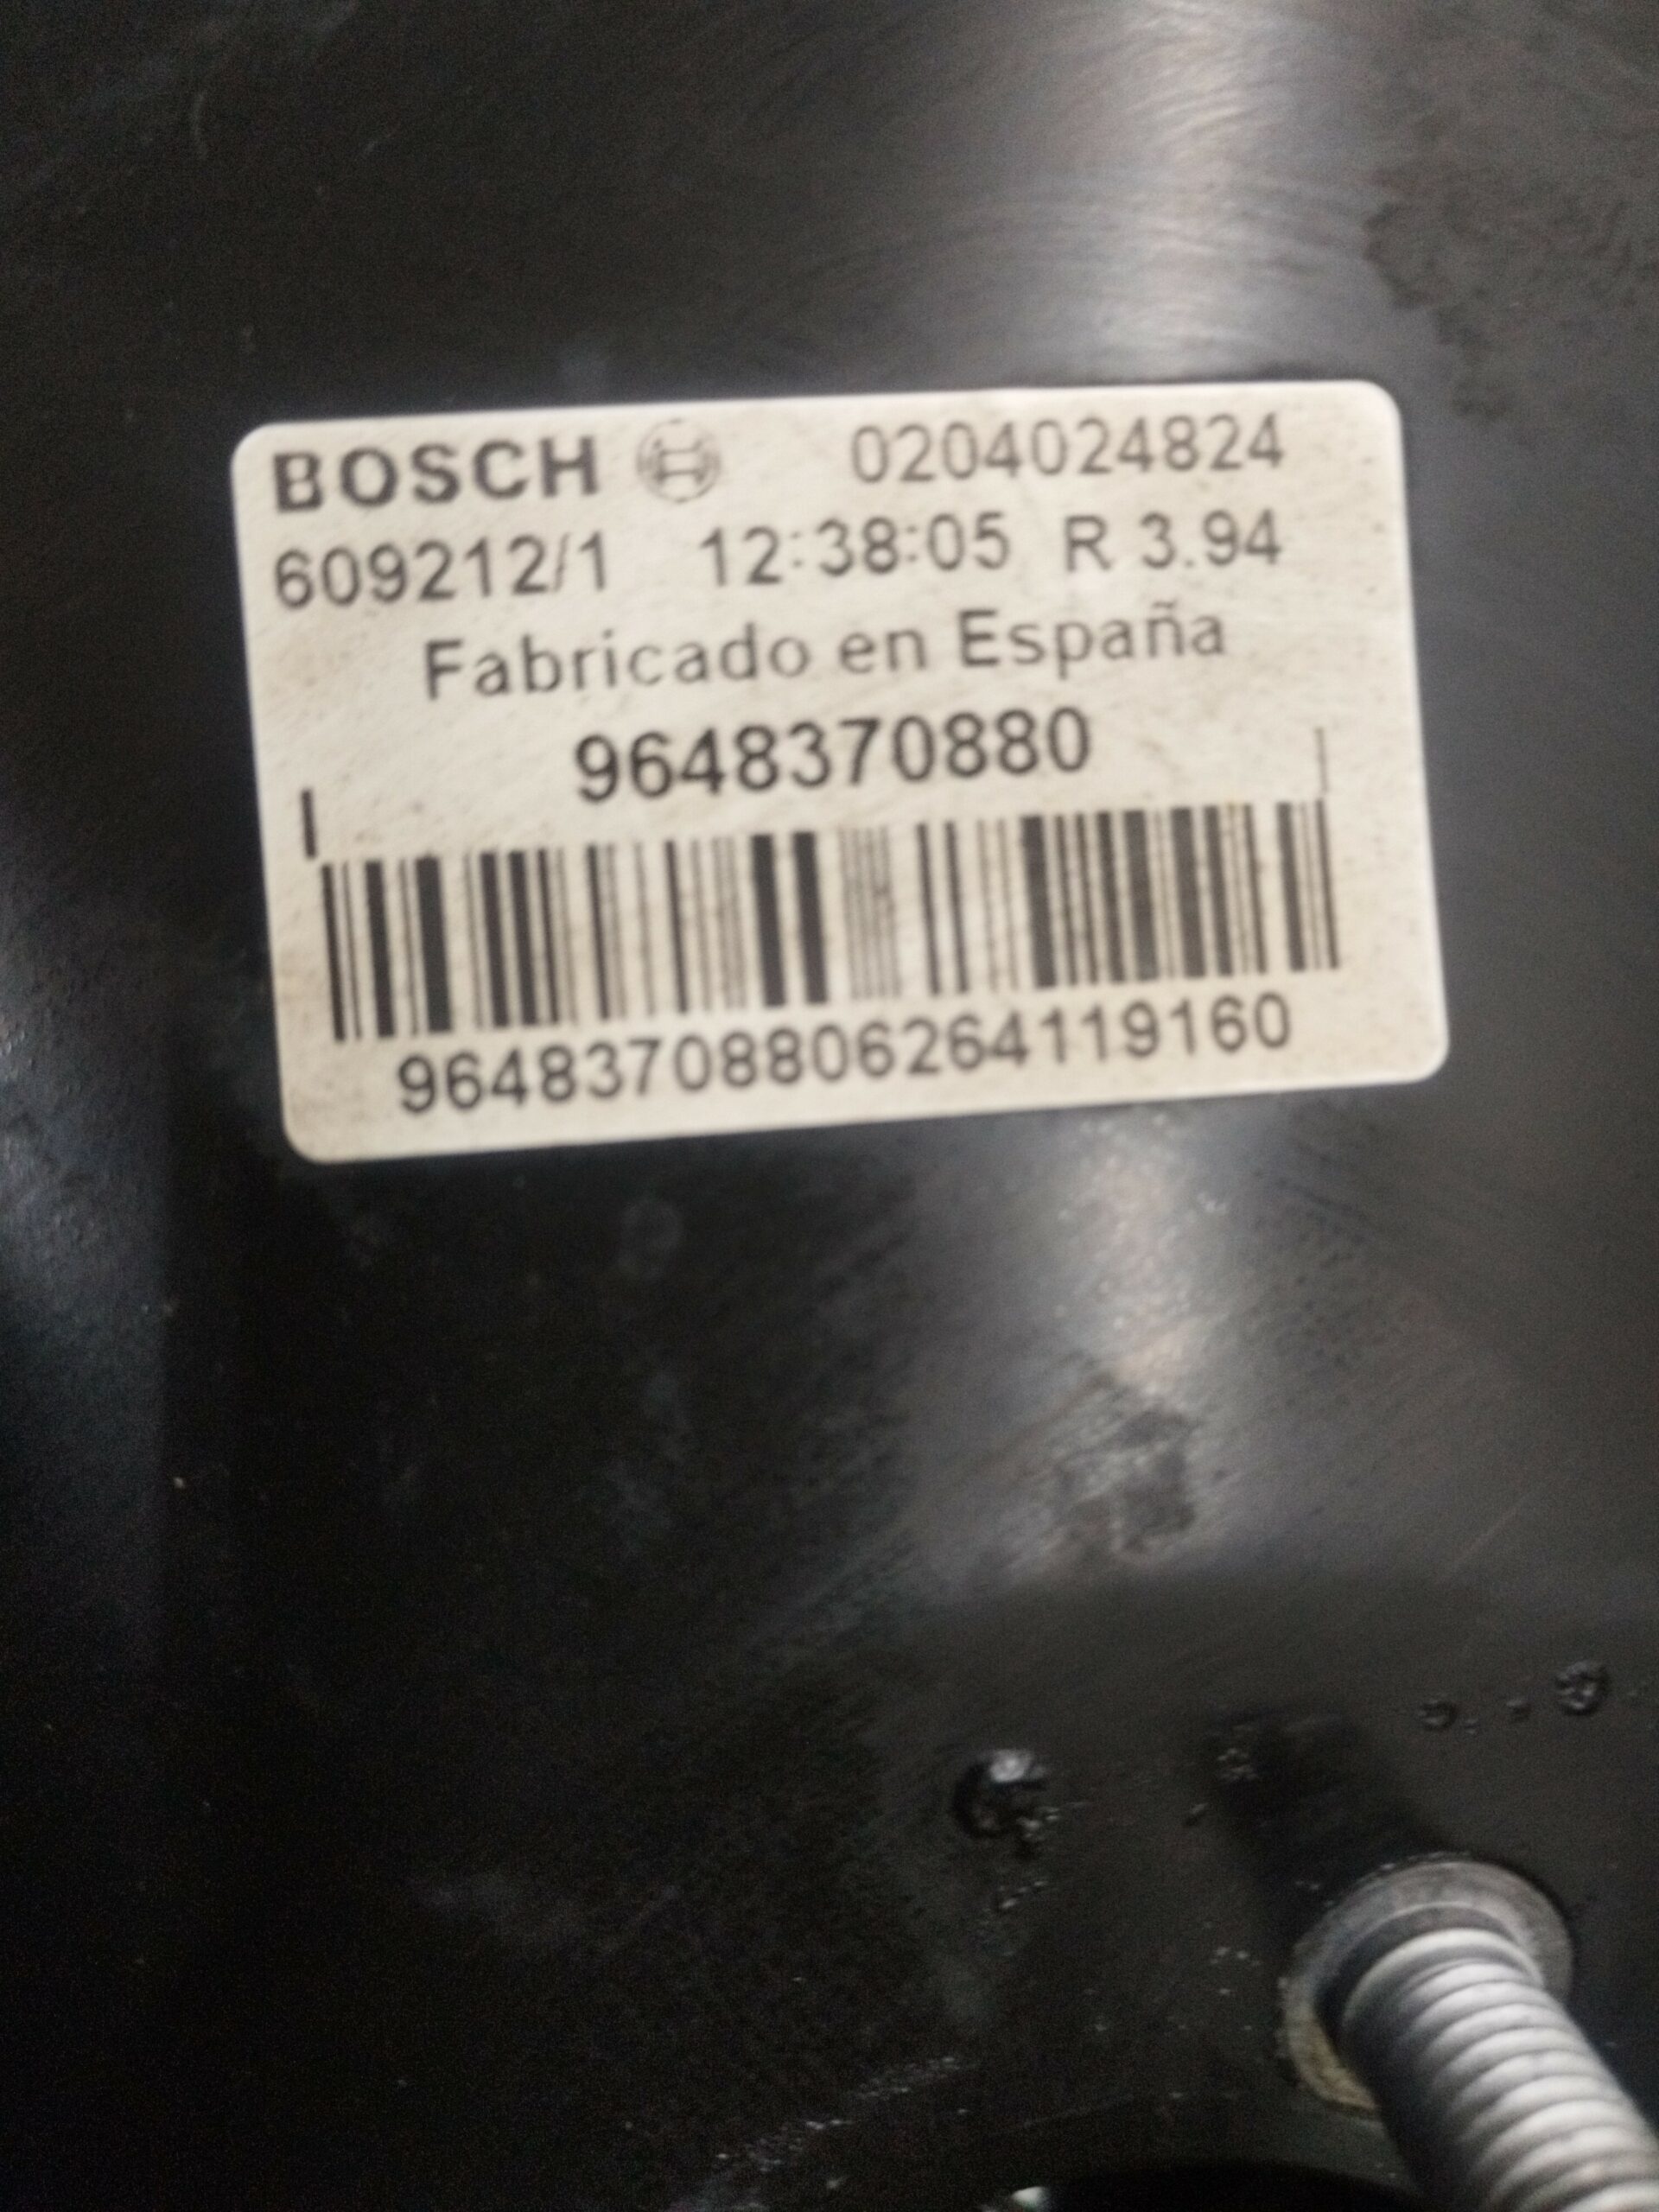 BOSCH 0204024824
609212/1 12:38:05 R 3.94
Fabricado en España
9648370880
96483708806264119160